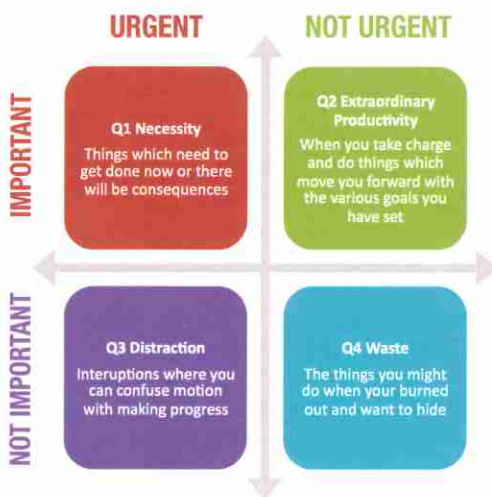 URGENT
NOT URGENT
IMPORTANT
Q1 Necessity
Things which need to
get done now or there
will be consequences
Q2 Extraordinary
Productivity
When you take charge
and do things which
move you forward with
the various goals you
have set
NOT IMPORTANT
Q3 Distraction
Interuptions where you
can confuse motion
with making progress
Q4 Waste
The things you might
do when your burned
out and want to hide